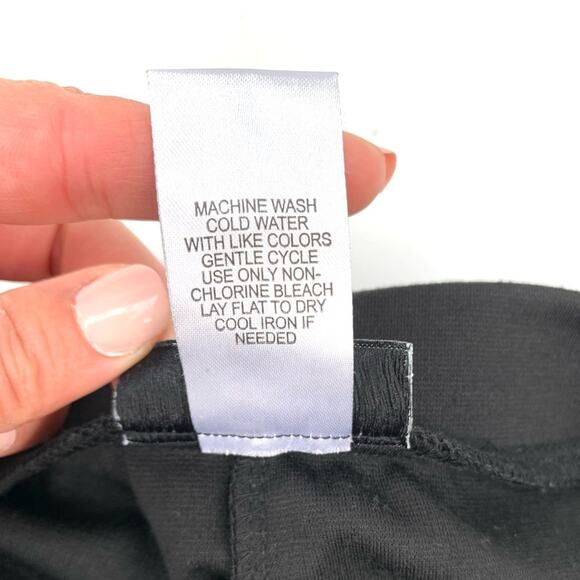 MACHINE WASH
COLD WATER
WITH LIKE COLORS
GENTLE CYCLE
USE ONLY NON-
CHLORINE BLEACH
LAY FLAT TO DRY
COOL IRON IF
NEEDED